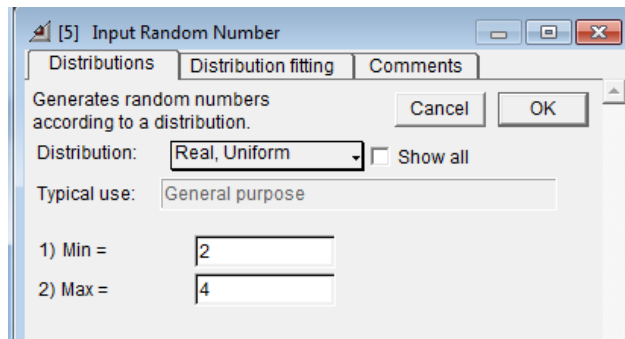 [5] Input Random Number
Distributions Distribution fitting Comments
Generates random numbers
according to a distribution.
Cancel OK
Distribution: Real, Uniform Show all
Typical use: General purpose
1) Min = 2
2) Max = 4